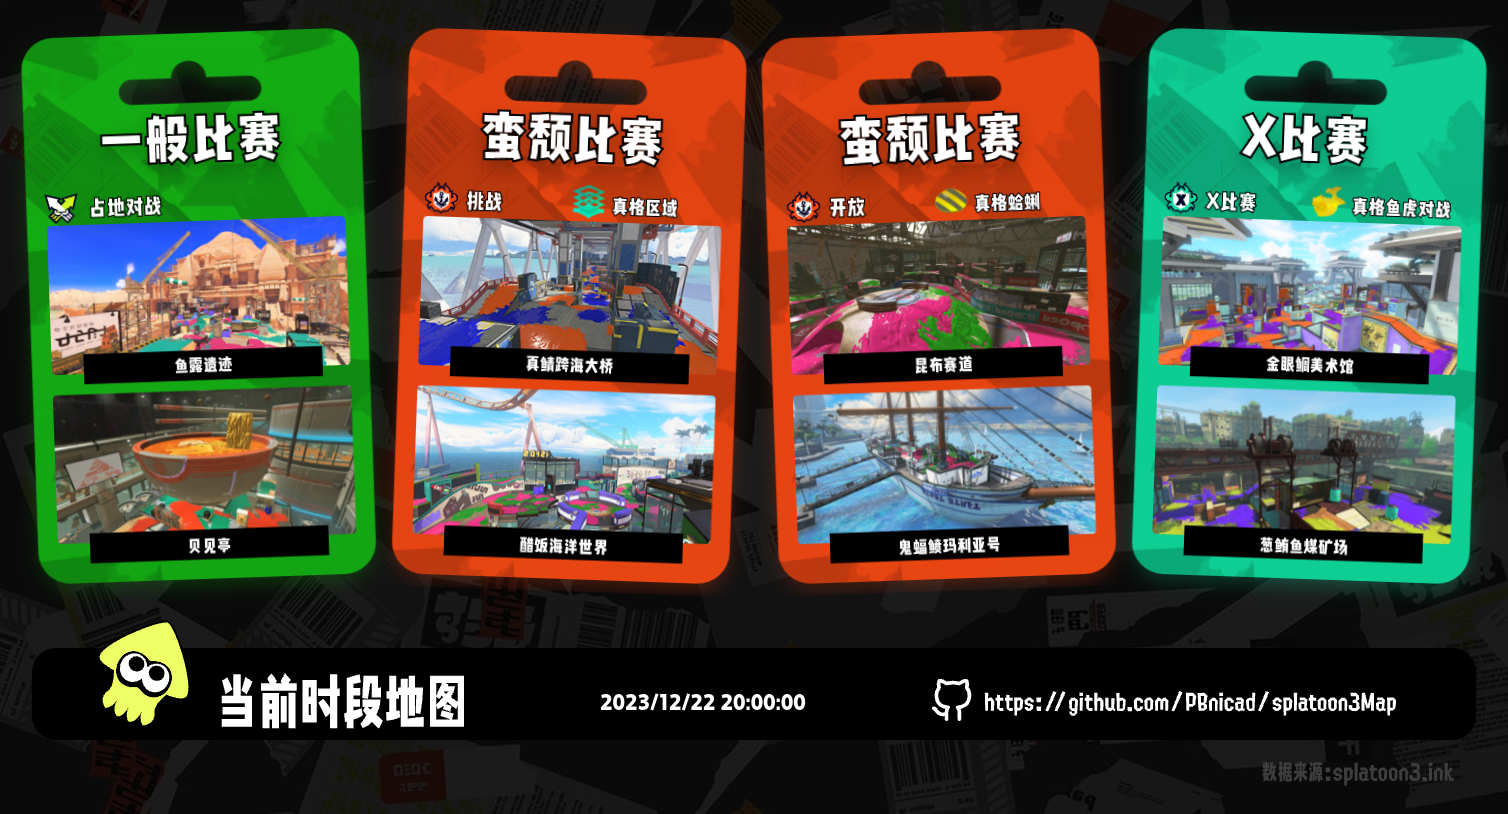 一般比赛
占地对战
鱼露遗迹
贝贝亭
蛮颓比赛
挑战
真格区域
真鲭跨海大桥
醋饭海洋世界
蛮颓比赛
开放
真格蛤蜊
昆布赛道
鬼蝠鲼玛利亚号
X比赛
X比赛
真格鱼虎对战
金眼鲷美术馆
葱鲔鱼煤矿场
当前时段地图
2023/12/22 20:00:00
https://github.com/PBnicad/splatoon3Map
数据来源:splatoon3.ink